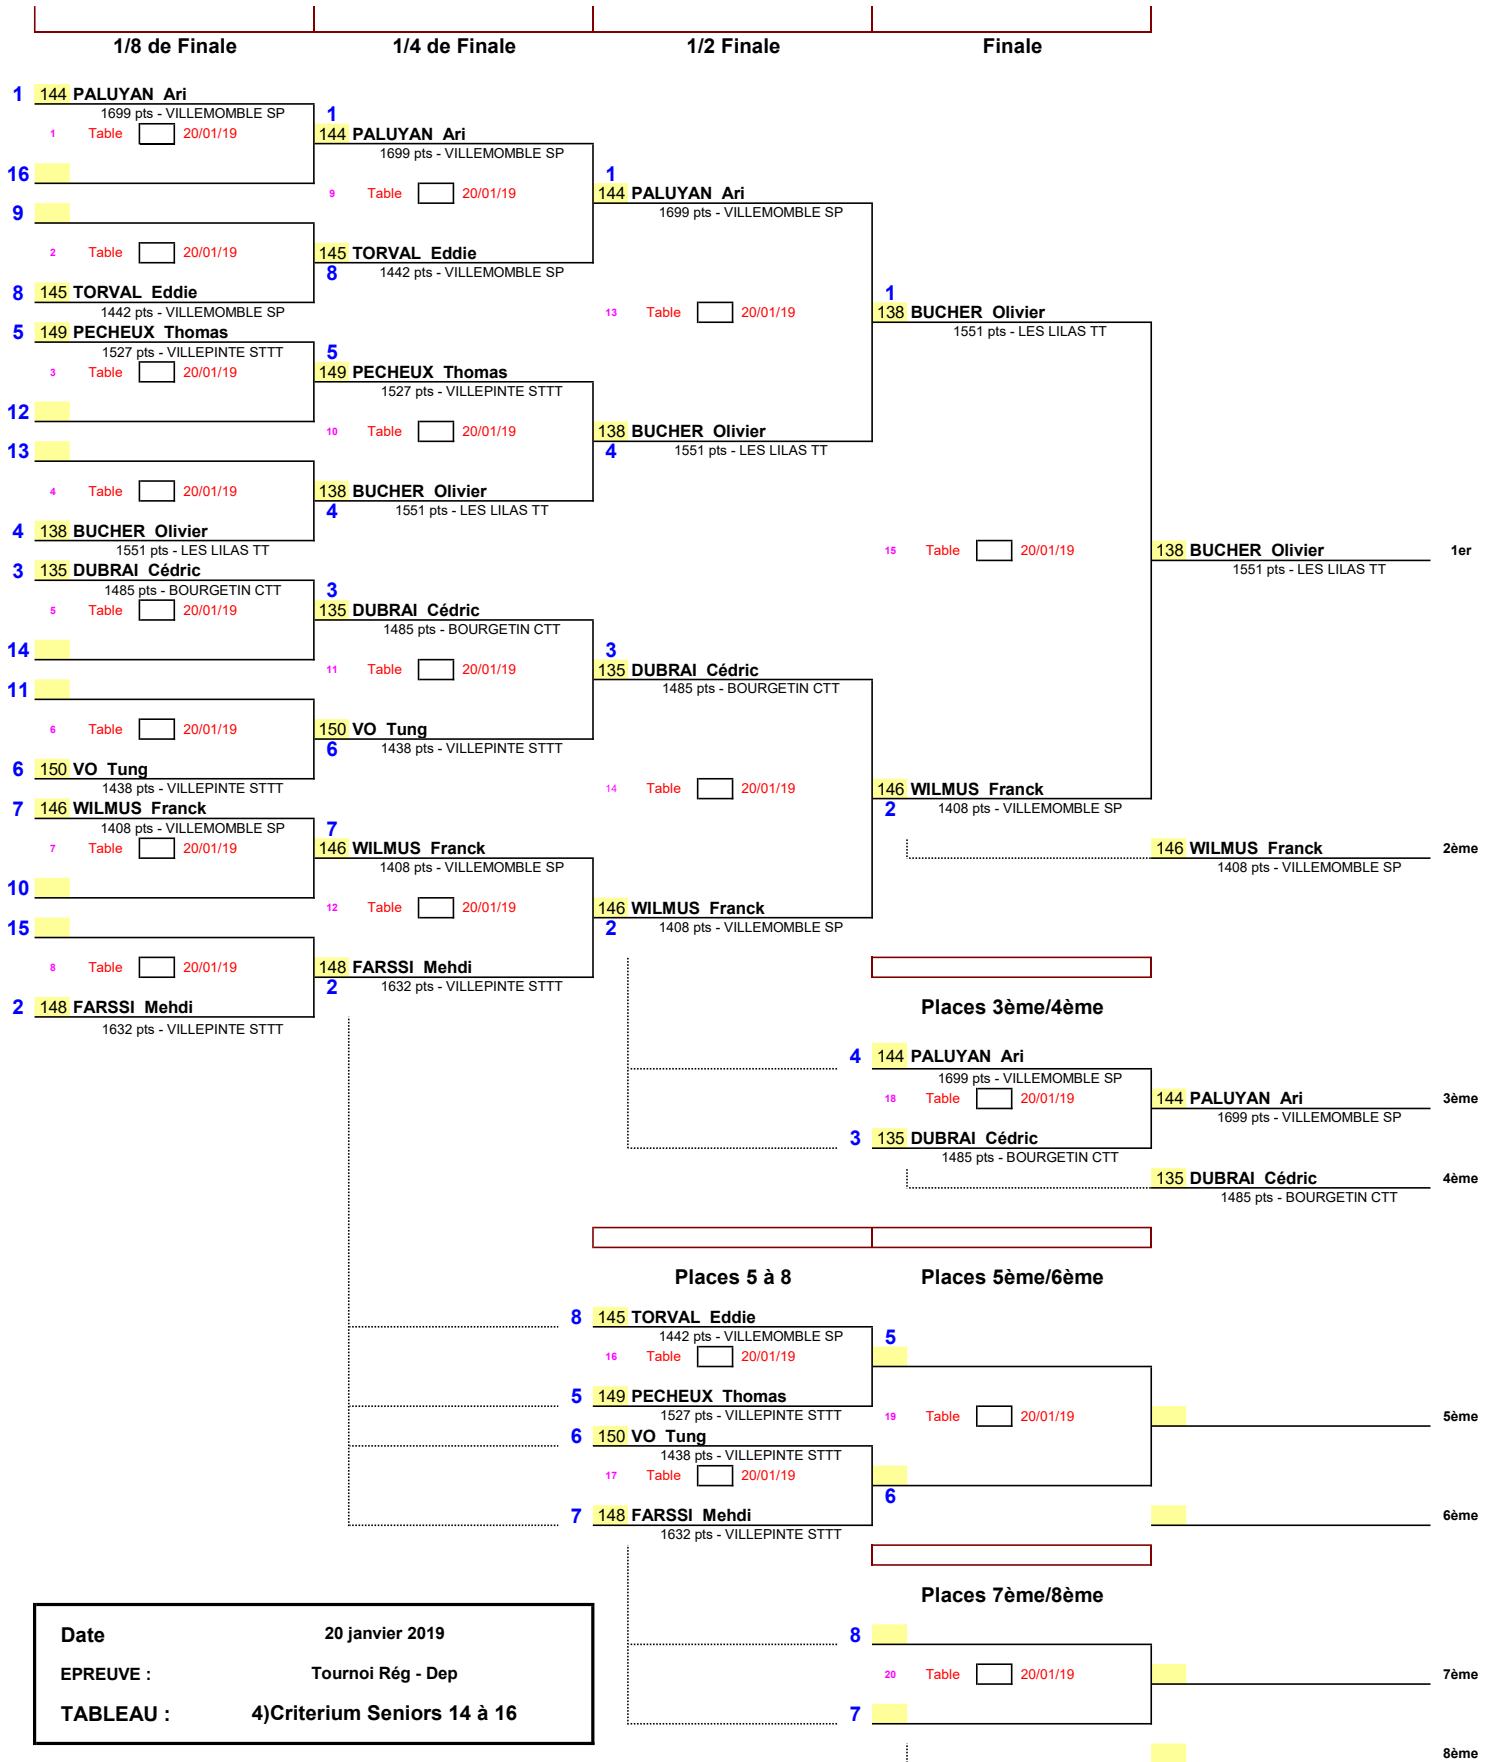 1/8 de Finale 1/4 de Finale 1/2 Finale Finale
1 144 PALUYAN Ari
1699 pts - VILLEMOMBLE SP
1 Table 20/01/19
16
9
2 Table 20/01/19
8 145 TORVAL Eddie
1442 pts - VILLEMOMBLE SP
5 149 PECHEUX Thomas
1527 pts - VILLEPINTE STTT
3 Table 20/01/19
12
13
4 Table 20/01/19
4 138 BUCHER Olivier
1551 pts - LES LILAS TT
3 135 DUBRAI Cédric
1485 pts - BOURGETIN CTT
5 Table 20/01/19
14
11
6 Table 20/01/19
6 150 VO Tung
1438 pts - VILLEPINTE STTT
7 146 WILMUS Franck
1408 pts - VILLEMOMBLE SP
7 Table 20/01/19
10
15
8 Table 20/01/19
2 148 FARSSI Mehdi
1632 pts - VILLEPINTE STTT
1
144 PALUYAN Ari
1699 pts - VILLEMOMBLE SP
9 Table 20/01/19
145 TORVAL Eddie
8 1442 pts - VILLEMOMBLE SP
5
149 PECHEUX Thomas
1527 pts - VILLEPINTE STTT
10 Table 20/01/19
138 BUCHER Olivier
4 1551 pts - LES LILAS TT
3
135 DUBRAI Cédric
1485 pts - BOURGETIN CTT
11 Table 20/01/19
150 VO Tung
6 1438 pts - VILLEPINTE STTT
7
146 WILMUS Franck
1408 pts - VILLEMOMBLE SP
12 Table 20/01/19
148 FARSSI Mehdi
2 1632 pts - VILLEPINTE STTT
1
144 PALUYAN Ari
1699 pts - VILLEMOMBLE SP
13 Table 20/01/19
138 BUCHER Olivier
4 1551 pts - LES LILAS TT
3
135 DUBRAI Cédric
1485 pts - BOURGETIN CTT
14 Table 20/01/19
146 WILMUS Franck
2 1408 pts - VILLEMOMBLE SP
1
138 BUCHER Olivier
1551 pts - LES LILAS TT
15 Table 20/01/19
146 WILMUS Franck
2 1408 pts - VILLEMOMBLE SP
138 BUCHER Olivier 1er
1551 pts - LES LILAS TT
146 WILMUS Franck 2ème
1408 pts - VILLEMOMBLE SP
Places 3ème/4ème
4 144 PALUYAN Ari
1699 pts - VILLEMOMBLE SP
18 Table 20/01/19
3 135 DUBRAI Cédric
1485 pts - BOURGETIN CTT
144 PALUYAN Ari 3ème
1699 pts - VILLEMOMBLE SP
135 DUBRAI Cédric 4ème
1485 pts - BOURGETIN CTT
Places 5 à 8 Places 5ème/6ème
8 145 TORVAL Eddie
1442 pts - VILLEMOMBLE SP
16 Table 20/01/19
5 149 PECHEUX Thomas
1527 pts - VILLEPINTE STTT
6 150 VO Tung
1438 pts - VILLEPINTE STTT
17 Table 20/01/19
7 148 FARSSI Mehdi
1632 pts - VILLEPINTE STTT
5
19 Table 20/01/19
6
5ème
6ème
Places 7ème/8ème
8
20 Table 20/01/19
7
7ème
8ème
Date 20 janvier 2019
EPREUVE : Tournoi Rég - Dep
TABLEAU : 4)Criterium Seniors 14 à 16